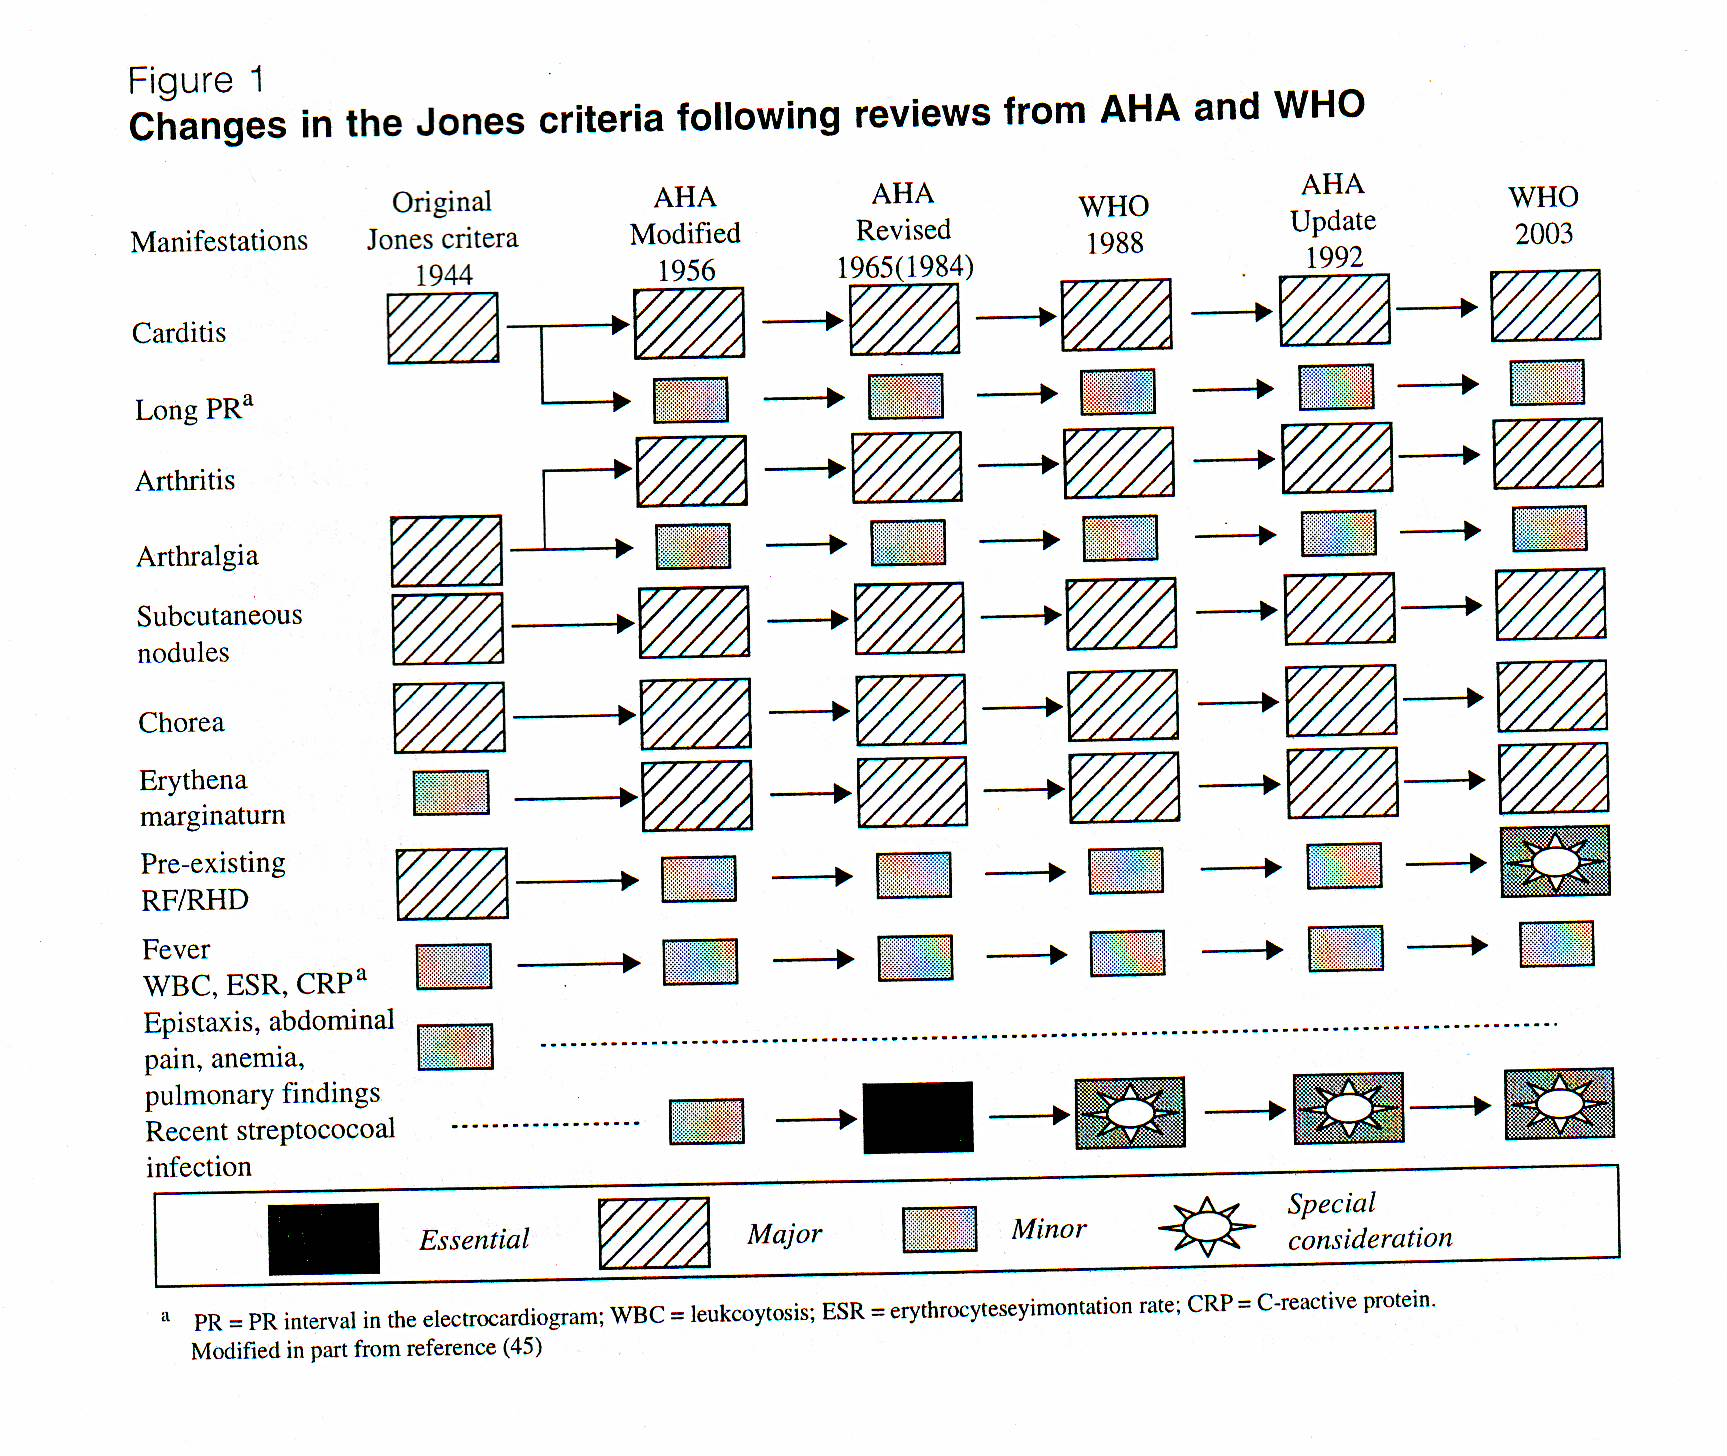 Figure 1
Changes in the Jones criteria following reviews from AHA and WHO
Manifestations
Original
Jones critera
1944
AHA
Modified
1956
AHA
Revised
1965(1984)
WHO
1988
AHA
Update
1992
WHO
2003
Carditis
Long PRa
Arthritis
Arthralgia
Subcutaneous
nodules
Chorea
Erythena
marginaturn
Pre-existing
RF/RHD
Fever
WBC, ESR, CRPa
Epistaxis, abdominal
pain, anemia,
pulmonary findings
Recent streptococoal
infection
Essential
Major
Minor
Special
consideration
a PR = PR interval in the electrocardiogram; WBC = leukcoytosis; ESR = erythrocyteseyimontation rate; CRP = C-reactive protein.
Modified in part from reference (45)